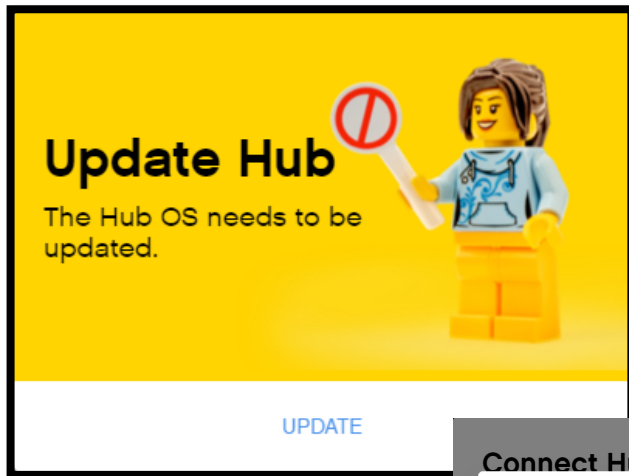 Update Hub
The Hub OS needs to be
updated.
UPDATE
Connect